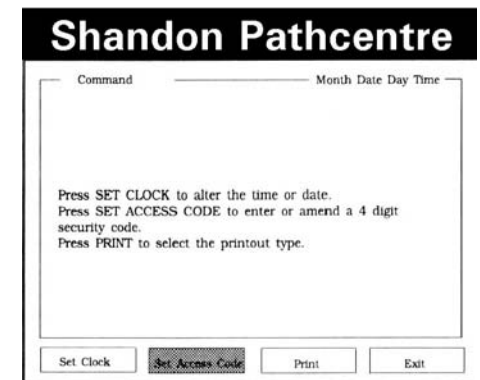 Shandon Pathcentre
Command Month Date Day Time
Press SET CLOCK to alter the time or date.
Press SET ACCESS CODE to enter or amend a 4 digit
security code.
Press PRINT to select the printout type.
Set Clock Set Access Code Print Exit